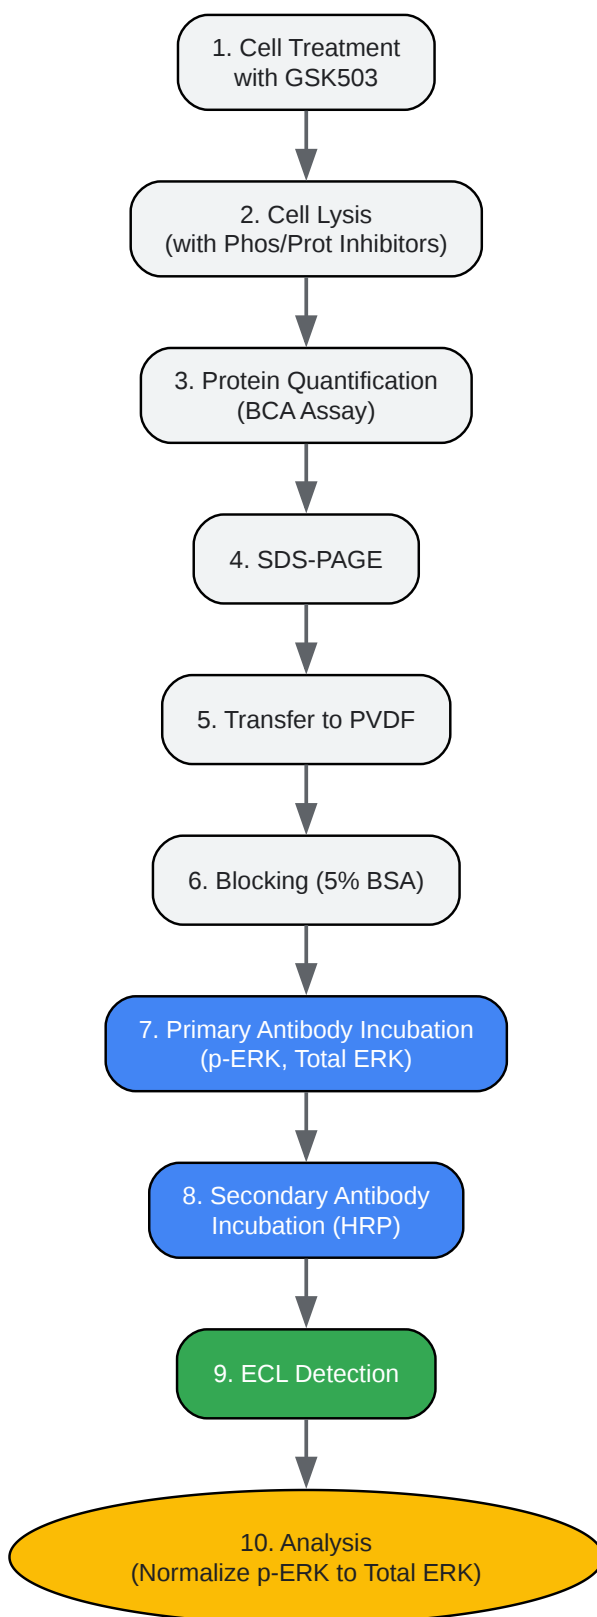 1. Cell Treatment
with GSK503
2. Cell Lysis
(with Phos/Prot Inhibitors)
3. Protein Quantification
(BCA Assay)
4. SDS-PAGE
5. Transfer to PVDF
6. Blocking (5% BSA)
7. Primary Antibody Incubation
(p-ERK, Total ERK)
8. Secondary Antibody
Incubation (HRP)
9. ECL Detection
10. Analysis
(Normalize p-ERK to Total ERK)